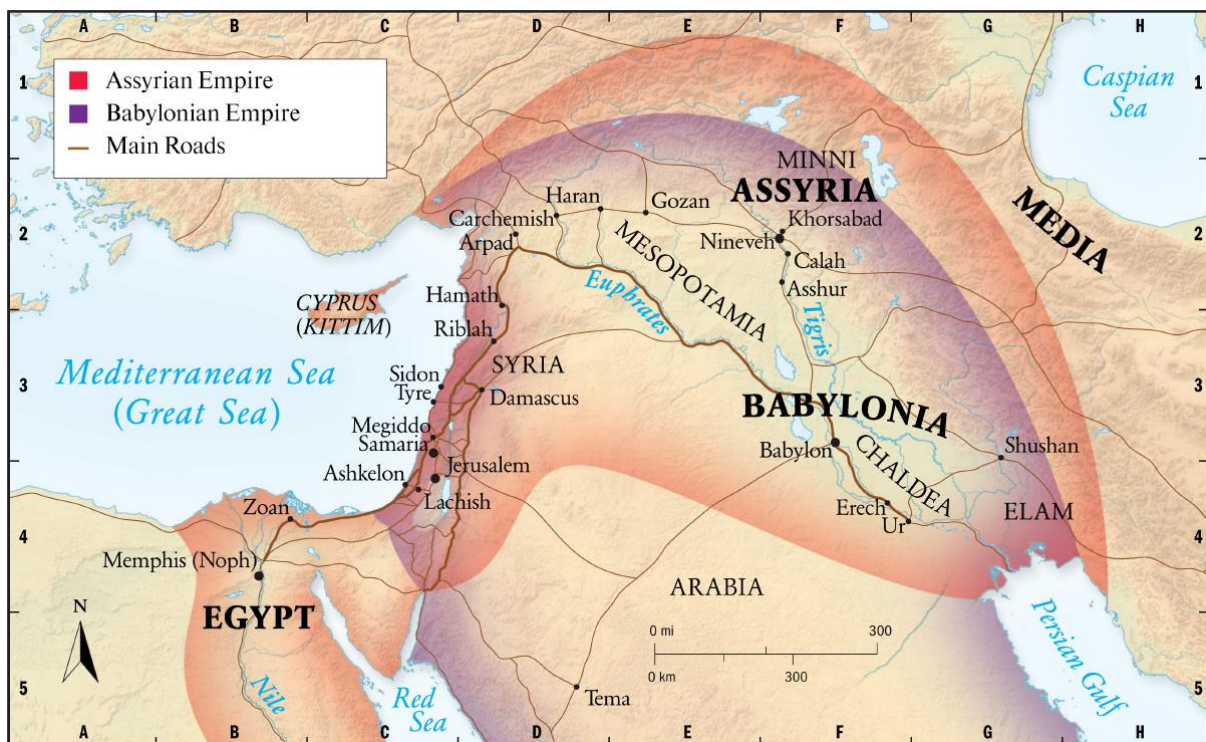 A B C D E F G H
1 1
Assyrian Empire
Babylonian Empire
Main Roads
Caspian
Sea
MINNI
ASSYRIA
MEDIA
2 2
Haran
Gozan
Carchemish
Arpad
Khorsabad
Nineveh
Calah
MESOPOTAMIA
Asshur
Euphrates
Tigris
CYPRUS
(KITTIM)
Hamath
Riblah
3 3
SYRIA
Mediterranean Sea
(Great Sea)
Sidon
Tyre
Damascus
BABYLONIA
Megiddo
Samaria
Babylon
Shushan
CHALDEA
Ashkelon
Jerusalem
Lachish
Zoan
Erech
Ur
ELAM
4 4
Memphis (Noph)
ARABIA
EGYPT
N
0 mi 300
0 km 300
Persian Gulf
5 5
Nile
Red
Sea
Tema
A B C D E F G H